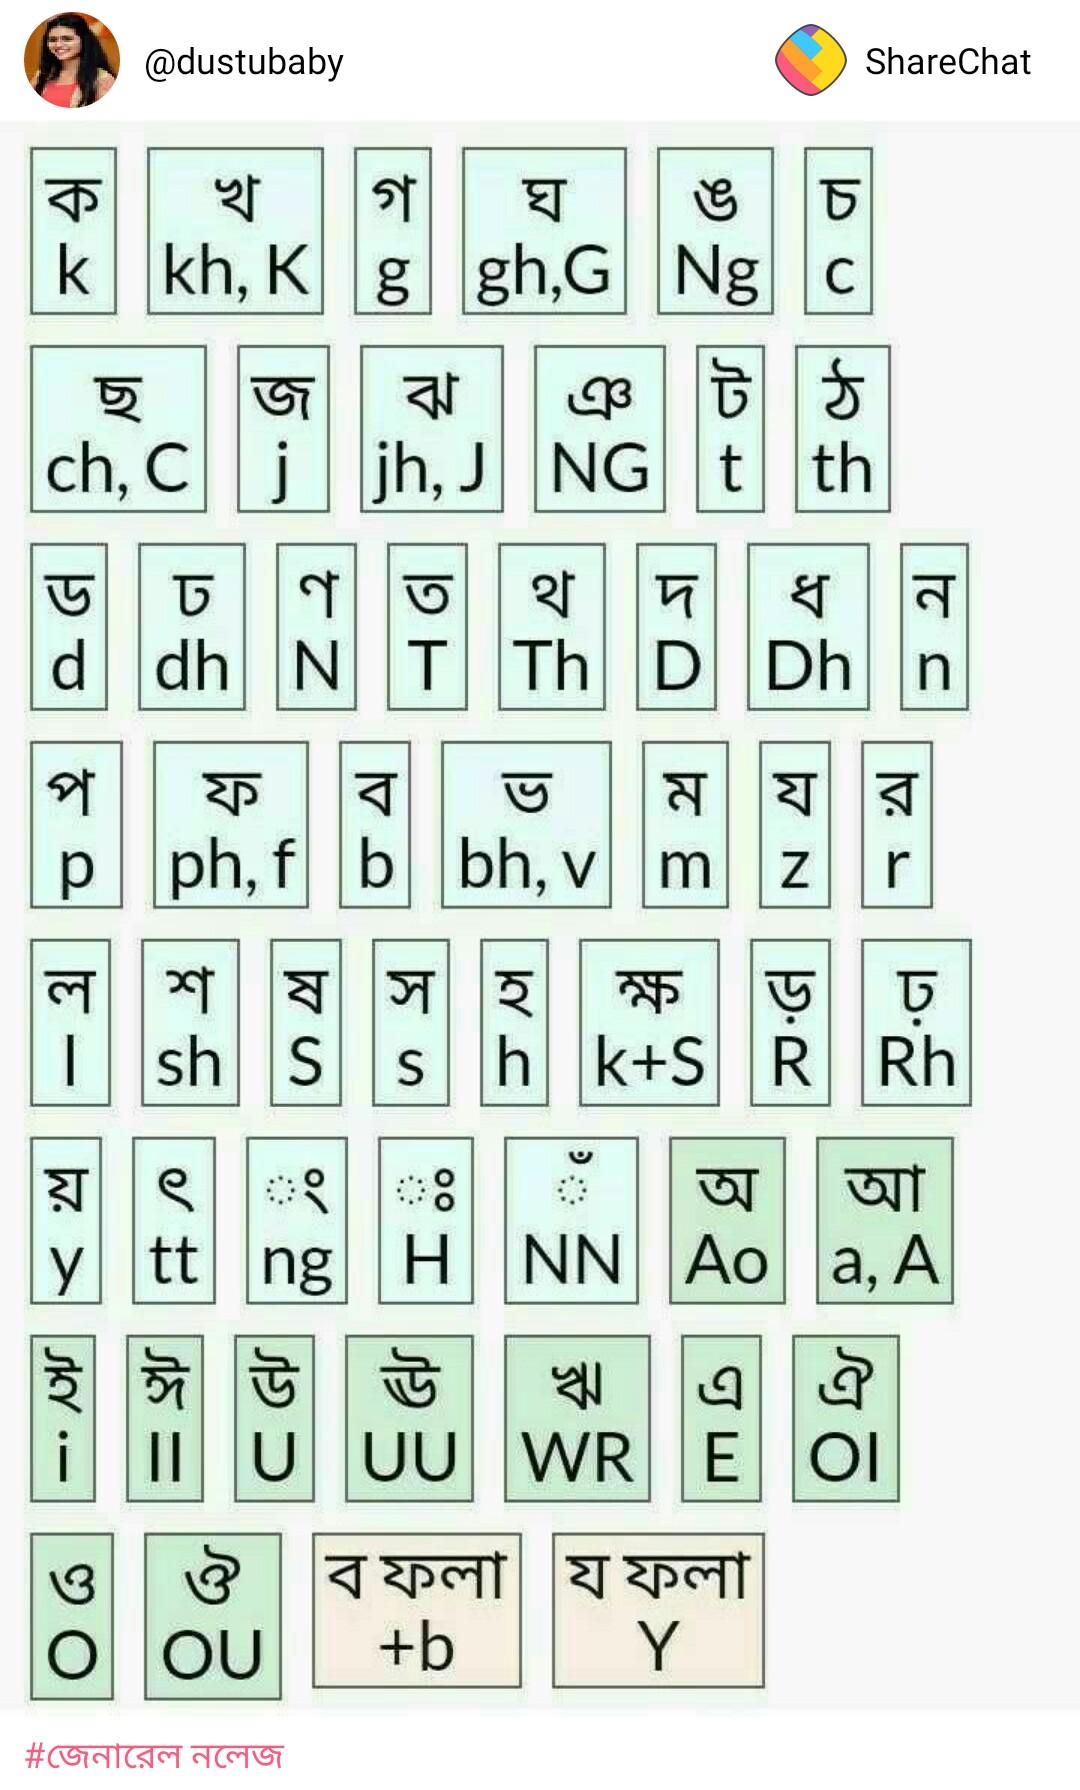 @dustubaby ShareChat
ক খ গ ঘ ঙ চ
k kh, K g gh,G Ng c
ছ জ ঝ ঞ ট ঠ
ch, C j jh, J NG t th
ড ঢ ণ ত থ দ ধ ন
d dh N T Th D Dh n
প ফ ব ভ ম য র
p ph, f b bh, v m z r
ল শ ষ স হ ক্ষ ড় ঢ়
l sh S s h k+S R Rh
য় ৎ ং ঃ ঁ অ আ
y tt ng H NN Ao a, A
ই ঈ উ ঊ ঋ এ ঐ
i II U UU WR E OI
ও ঔ ব ফলা য ফলা
O OU +b Y
#জেনারেল নলেজ